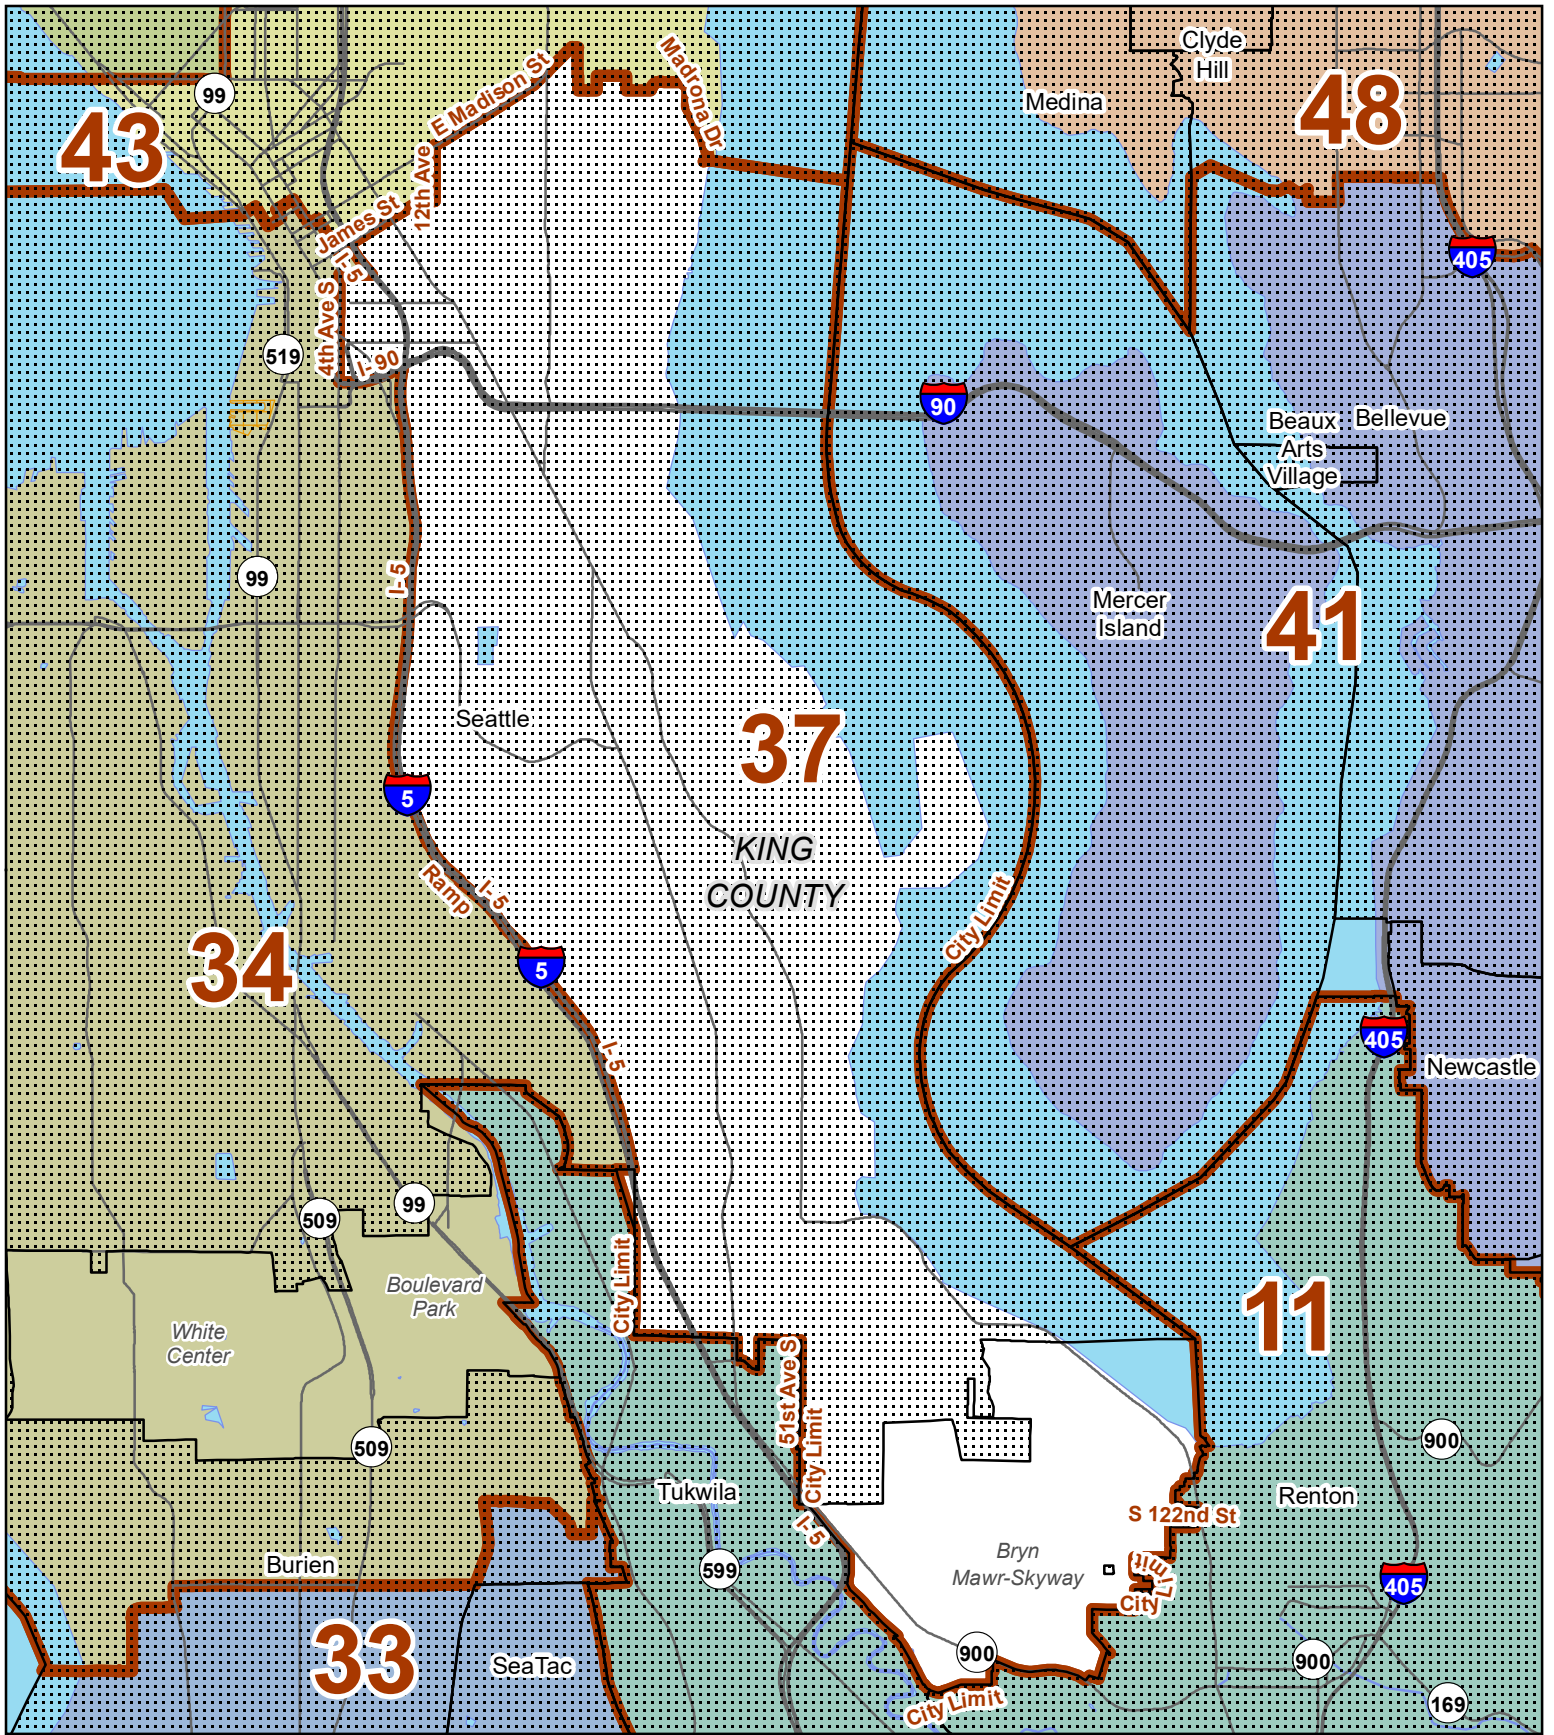 Clyde
Hill
99
E Madison St
Madrona Dr
Medina
48
43
12th Ave
James St
I-5
405
4th Ave S
519
I-90
90
Beaux
Arts
Village
Bellevue
99
I-5
Mercer
Island
41
Seattle
37
5
KING
COUNTY
I-5
Ramp
City Limit
34
5
I-5
405
Newcastle
99
509
City Limit
Boulevard
Park
11
White
Center
51st Ave S
City Limit
509
900
Tukwila
Renton
S 122nd St
I-5
Bryn
Mawr-Skyway
Burien
599
City Limit
405
33
SeaTac
900
900
City Limit
169